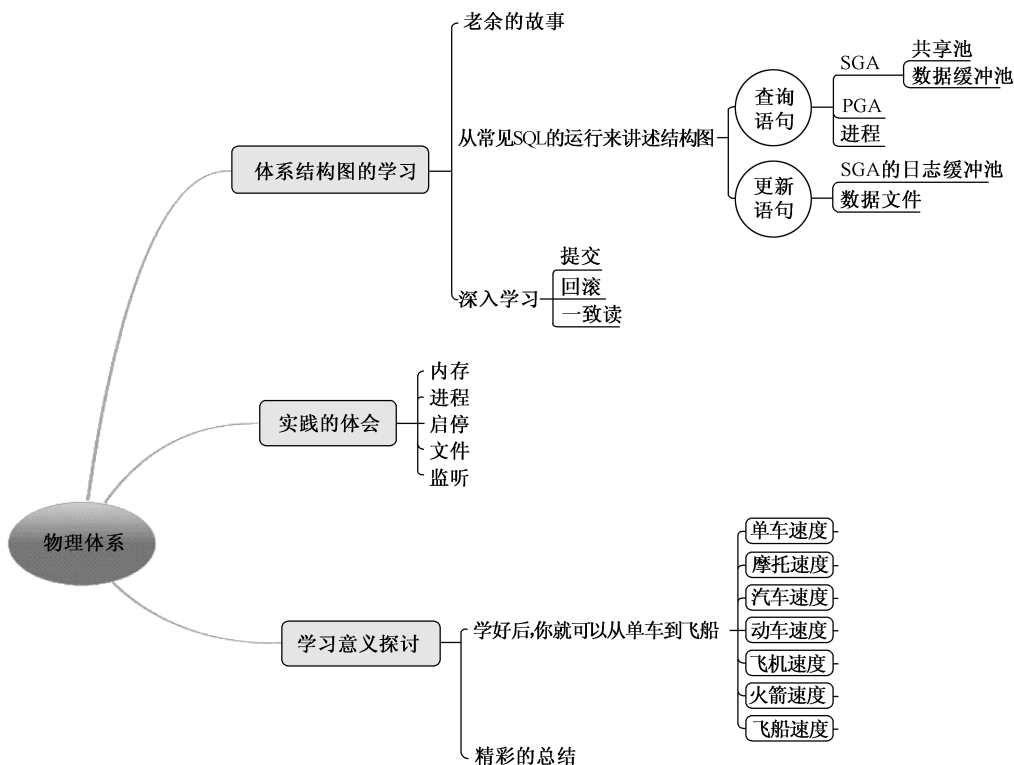 老余的故事
从常见SQL的运行来讲述结构图
查询
语句
SGA
共享池
数据缓冲池
PGA
进程
更新
语句
SGA的日志缓冲池
数据文件
体系结构图的学习
深入学习
提交
回滚
一致读
实践的体会
内存
进程
启停
文件
监听
物理体系
学习意义探讨
学好后,你就可以从单车到飞船
单车速度
摩托速度
汽车速度
动车速度
飞机速度
火箭速度
飞船速度
精彩的总结